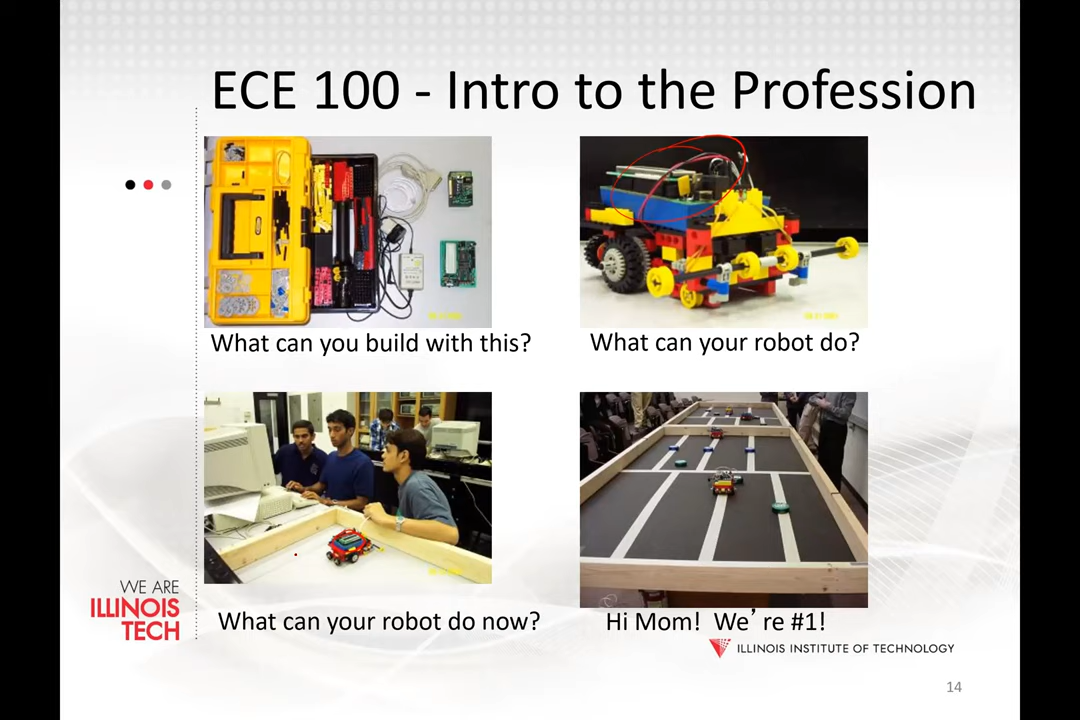 ECE 100 - Intro to the Profession
What can you build with this?
What can your robot do?
What can your robot do now?
Hi Mom! We’re #1!
WE ARE
ILLINOIS
TECH
ILLINOIS INSTITUTE OF TECHNOLOGY
14